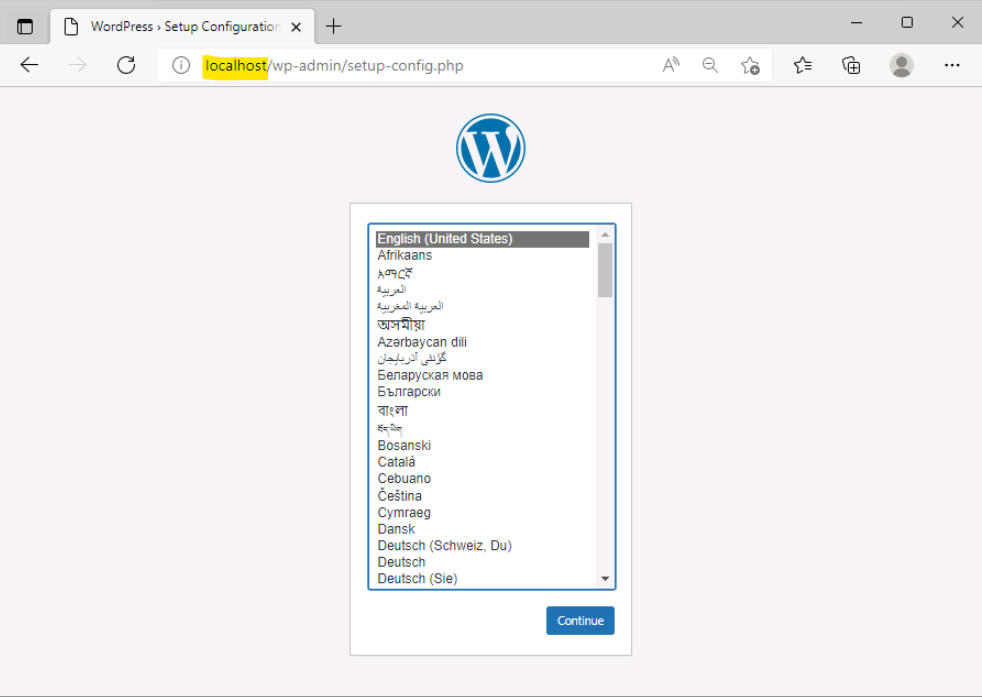 WordPress › Setup Configuration
localhost/wp-admin/setup-config.php
English (United States)
Afrikaans
አማርኛ
العربية
العربية المغربية
অসমীয়া
Azərbaycan dili
گؤنئی آذربایجان
Беларуская мова
Български
বাংলা
བོད་ཡིག
Bosanski
Català
Cebuano
Čeština
Cymraeg
Dansk
Deutsch (Schweiz, Du)
Deutsch
Deutsch (Sie)
Continue